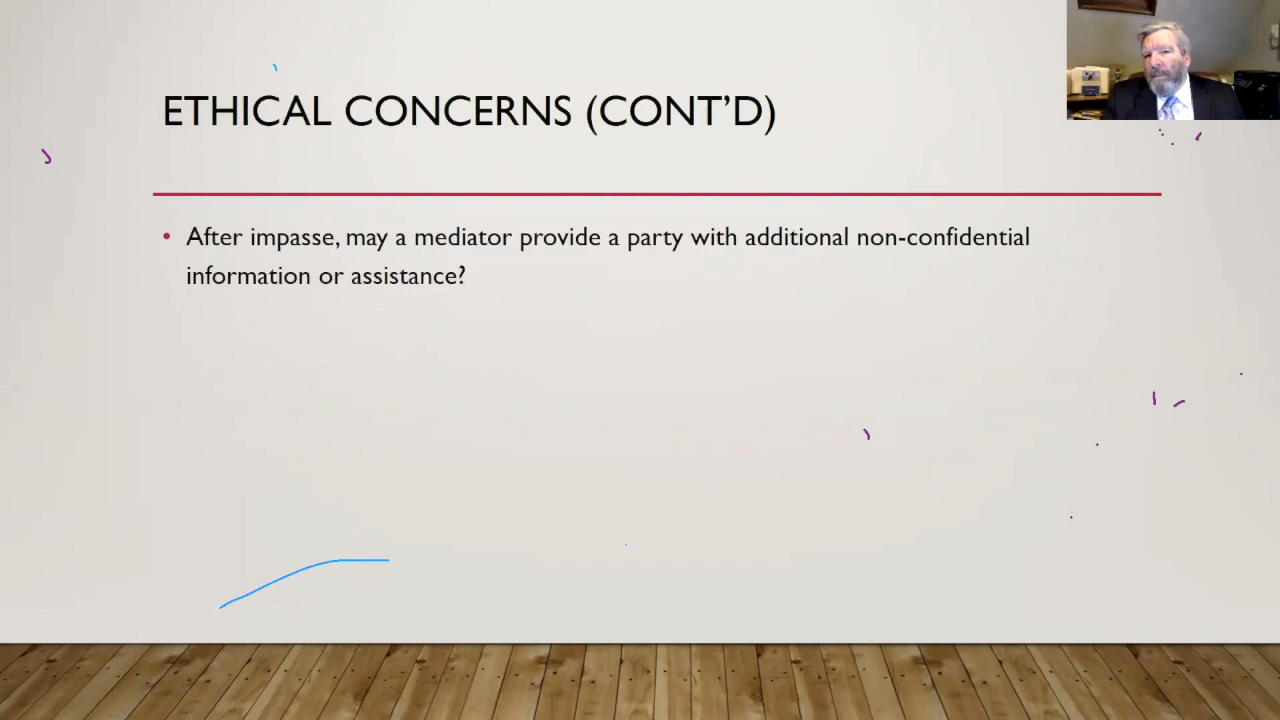 ETHICAL CONCERNS (CONT’D)
• After impasse, may a mediator provide a party with additional non-confidential
information or assistance?